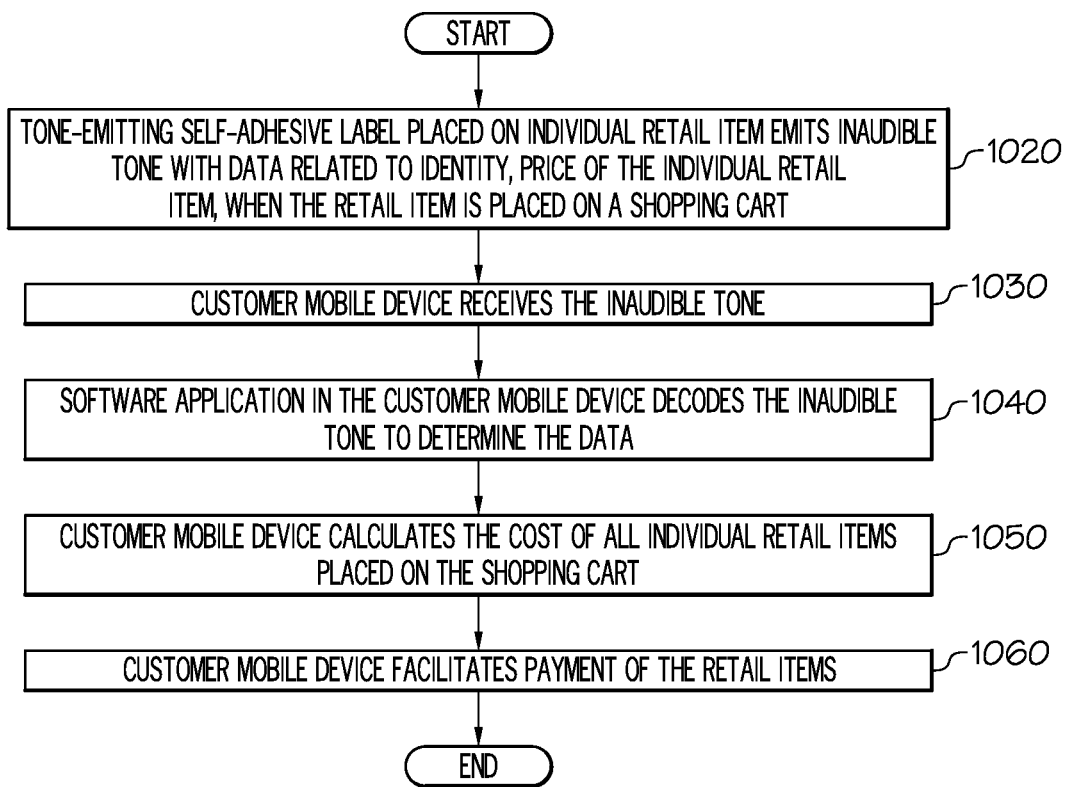 START
TONE-EMITTING SELF-ADHESIVE LABEL PLACED ON INDIVIDUAL RETAIL ITEM EMITS INAUDIBLE
TONE WITH DATA RELATED TO IDENTITY, PRICE OF THE INDIVIDUAL RETAIL
ITEM, WHEN THE RETAIL ITEM IS PLACED ON A SHOPPING CART
1020
CUSTOMER MOBILE DEVICE RECEIVES THE INAUDIBLE TONE
1030
SOFTWARE APPLICATION IN THE CUSTOMER MOBILE DEVICE DECODES THE INAUDIBLE
TONE TO DETERMINE THE DATA
1040
CUSTOMER MOBILE DEVICE CALCULATES THE COST OF ALL INDIVIDUAL RETAIL ITEMS
PLACED ON THE SHOPPING CART
1050
CUSTOMER MOBILE DEVICE FACILITATES PAYMENT OF THE RETAIL ITEMS
1060
END